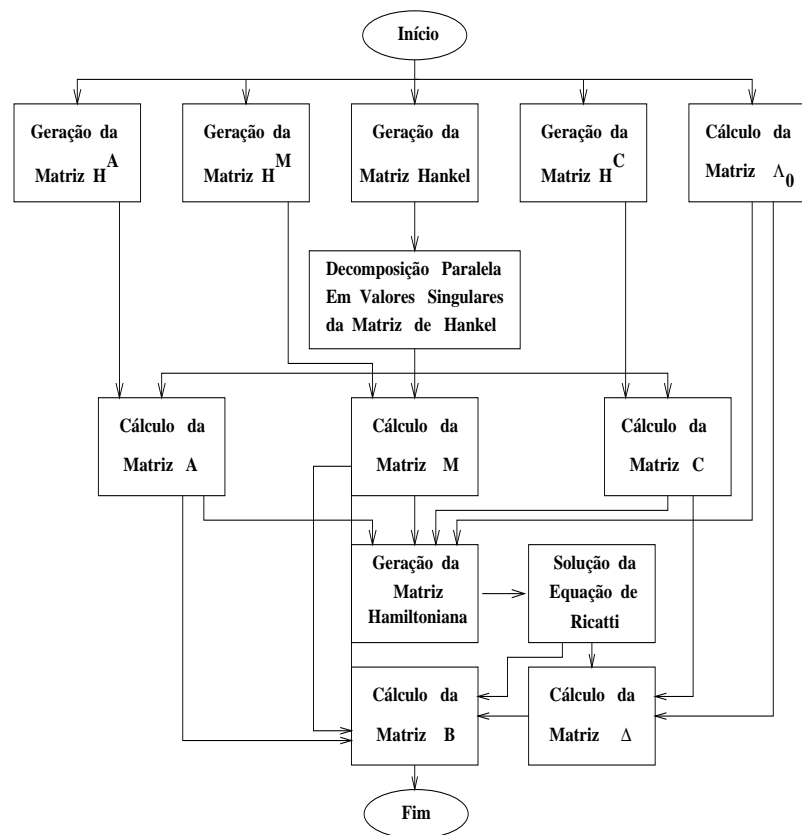 Início
Geração da
Matriz H^A
Geração da
Matriz H^M
Geração da
Matriz Hankel
Geração da
Matriz H^C
Cálculo da
Matriz Λ_0
Decomposição Paralela
Em Valores Singulares
da Matriz de Hankel
Cálculo da
Matriz A
Cálculo da
Matriz M
Cálculo da
Matriz C
Geração da
Matriz
Hamiltoniana
Solução da
Equação de
Ricatti
Cálculo da
Matriz B
Cálculo da
Matriz Δ
Fim